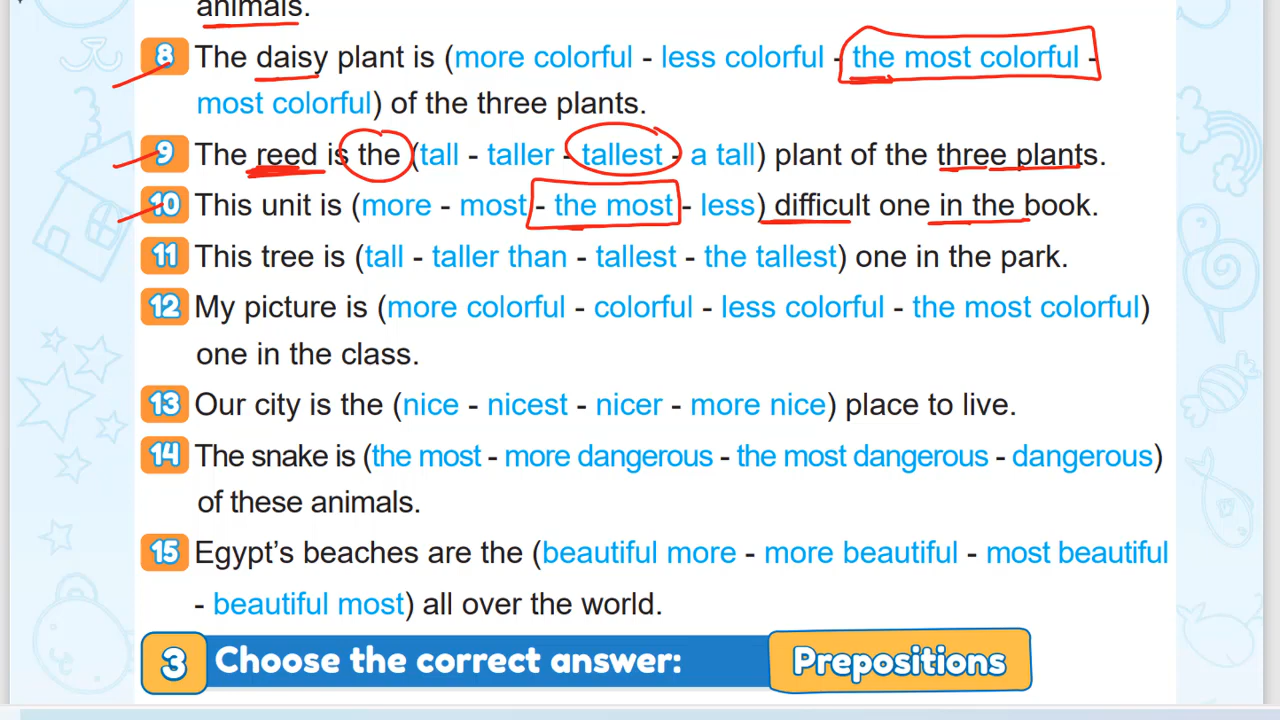 animals.
8 The daisy plant is (more colorful - less colorful - the most colorful -
most colorful) of the three plants.
9 The reed is the (tall - taller - tallest - a tall) plant of the three plants.
10 This unit is (more - most - the most - less) difficult one in the book.
11 This tree is (tall - taller than - tallest - the tallest) one in the park.
12 My picture is (more colorful - colorful - less colorful - the most colorful)
one in the class.
13 Our city is the (nice - nicest - nicer - more nice) place to live.
14 The snake is (the most - more dangerous - the most dangerous - dangerous)
of these animals.
15 Egypt's beaches are the (beautiful more - more beautiful - most beautiful
- beautiful most) all over the world.
3 Choose the correct answer: Prepositions